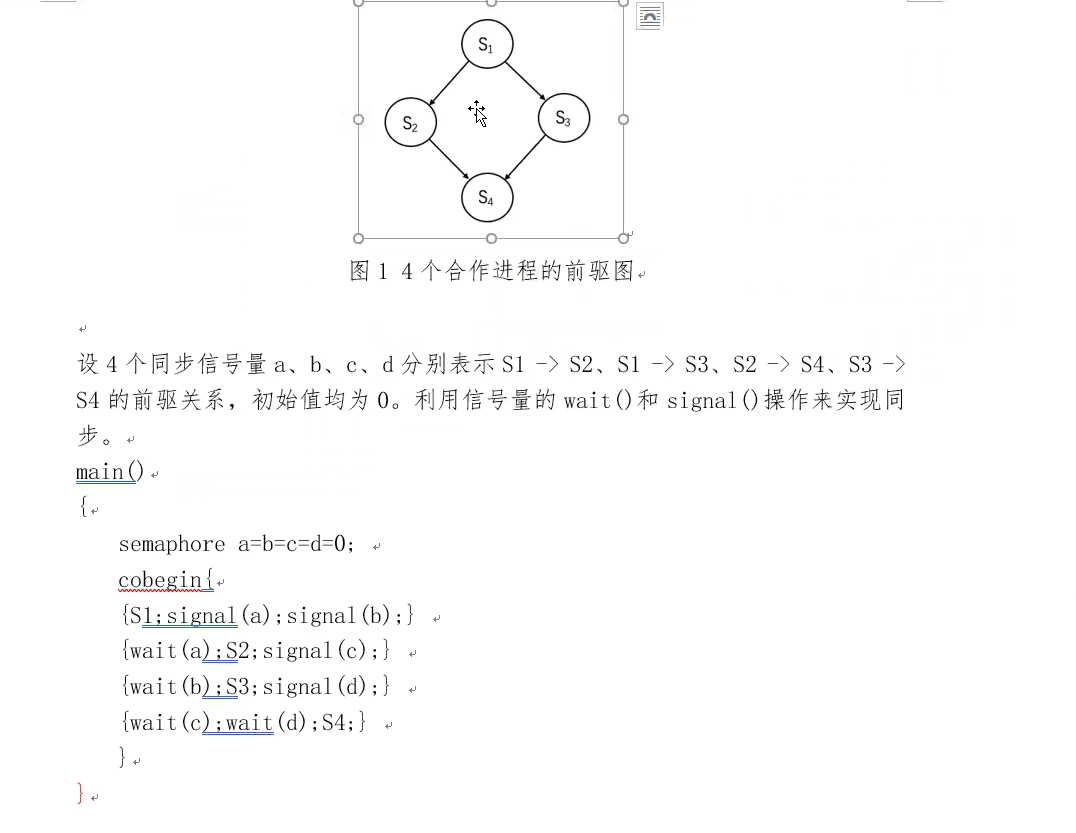 S₁
S₂
S₃
S₄
图 1 4 个合作进程的前驱图
设 4 个同步信号量 a、b、c、d 分别表示 S1 -> S2、S1 -> S3、S2 -> S4、S3 ->
S4 的前驱关系，初始值均为 0。利用信号量的 wait()和 signal()操作来实现同
步。
main()
{
semaphore a=b=c=d=0;
cobegin{
{S1;signal(a);signal(b);}
{wait(a);S2;signal(c);}
{wait(b);S3;signal(d);}
{wait(c);wait(d);S4;}
}
}